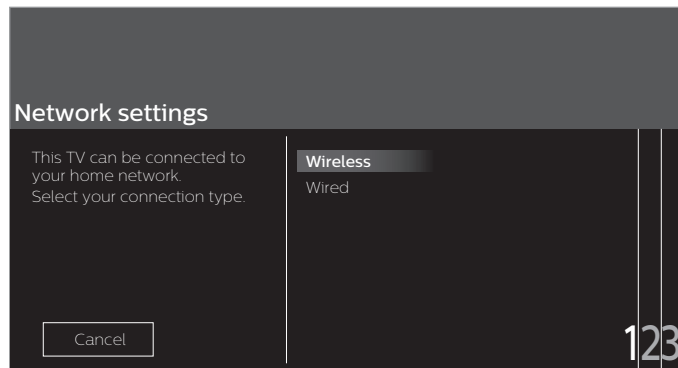 Network settings
This TV can be connected to
your home network.
Select your connection type.
Wireless
Wired
Cancel
123